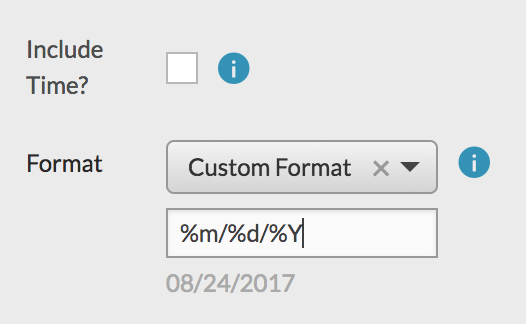 Include
Time?
i
Format
Custom Format
i
%m/%d/%Y
08/24/2017